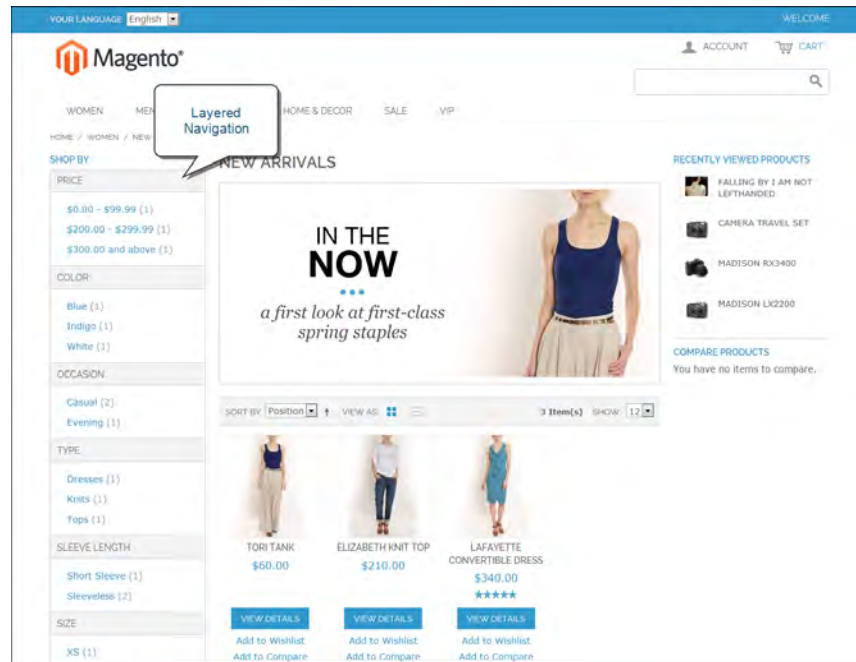 YOUR LANGUAGE English
WELCOME
Magento®
ACCOUNT
CART
WOMEN
HOME & DECOR
SALE
VIP
Layered
Navigation
HOME / WOMEN / NEW
SHOP BY
PRICE
$0.00 - $99.99 (1)
$200.00 - $299.99 (1)
$300.00 and above (1)
COLOR
Blue (1)
Indigo (1)
White (1)
OCCASION
Casual (2)
Evening (1)
TYPE
Dresses (1)
Knits (1)
Tops (1)
SLEEVE LENGTH
Short Sleeve (1)
Sleeveless (2)
SIZE
XS (1)
NEW ARRIVALS
IN THE
NOW
a first look at first-class
spring staples
SORT BY Position VIEW AS 3 Item(s) SHOW 12
TORI TANK
$60.00
VIEW DETAILS
Add to Wishlist
Add to Compare
ELIZABETH KNIT TOP
$210.00
VIEW DETAILS
Add to Wishlist
Add to Compare
LAFAYETTE
CONVERTIBLE DRESS
$340.00
VIEW DETAILS
Add to Wishlist
Add to Compare
RECENTLY VIEWED PRODUCTS
FALLING BY I AM NOT
LEFTHANDED
CAMERA TRAVEL SET
MADISON RX3400
MADISON LX2200
COMPARE PRODUCTS
You have no items to compare.